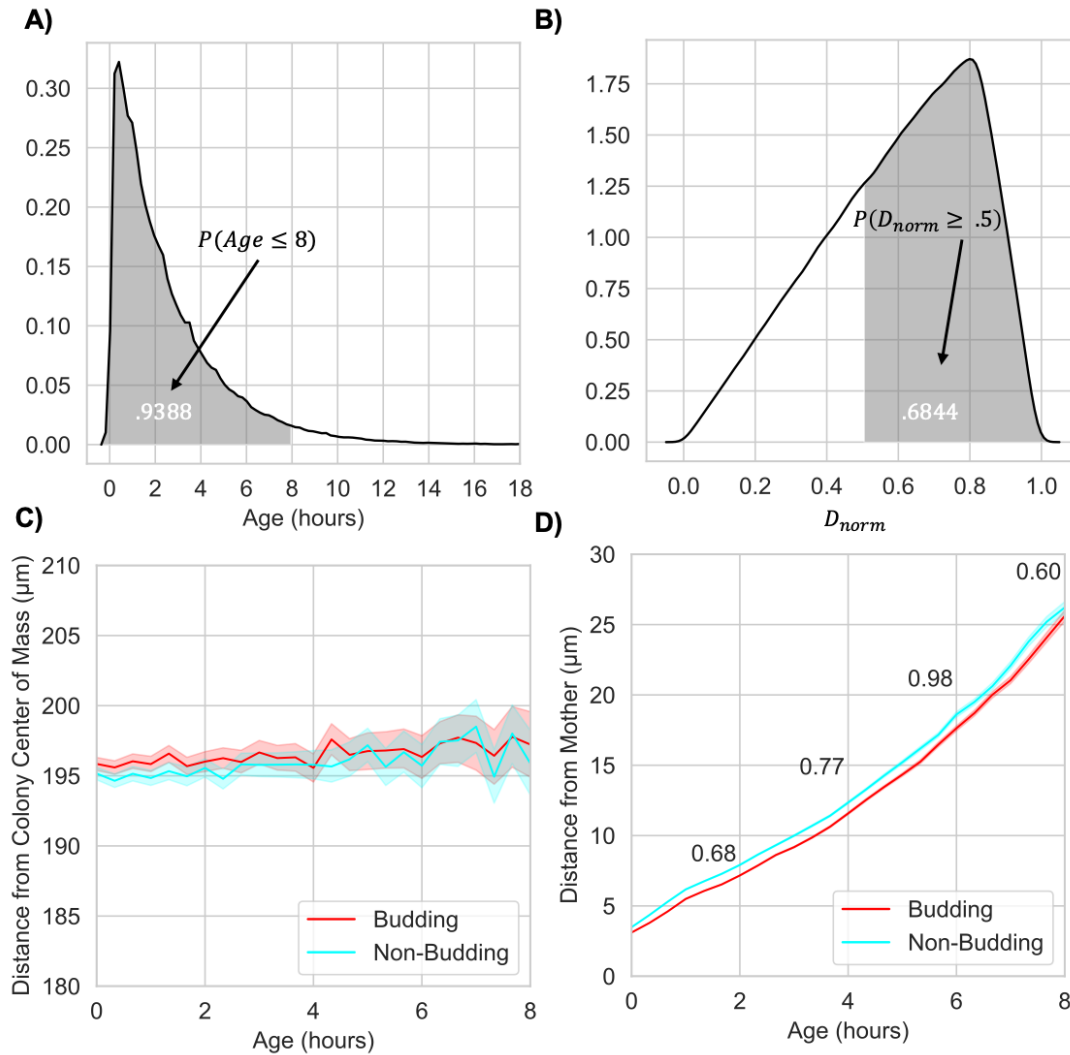 A)
0.30
0.25
0.20
0.15
0.10
0.05
0.00
P(Age ≤ 8)
.9388
0 2 4 6 8 10 12 14 16 18
Age (hours)
B)
1.75
1.50
1.25
1.00
0.75
0.50
0.25
0.00
P(D_norm ≥ .5)
.6844
0.0 0.2 0.4 0.6 0.8 1.0
D_norm
C)
Distance from Colony Center of Mass (μm)
210
205
200
195
190
185
180
Budding
Non-Budding
0 2 4 6 8
Age (hours)
D)
Distance from Mother (μm)
30
25
20
15
10
5
0
0.60
0.98
0.77
0.68
Budding
Non-Budding
0 2 4 6 8
Age (hours)